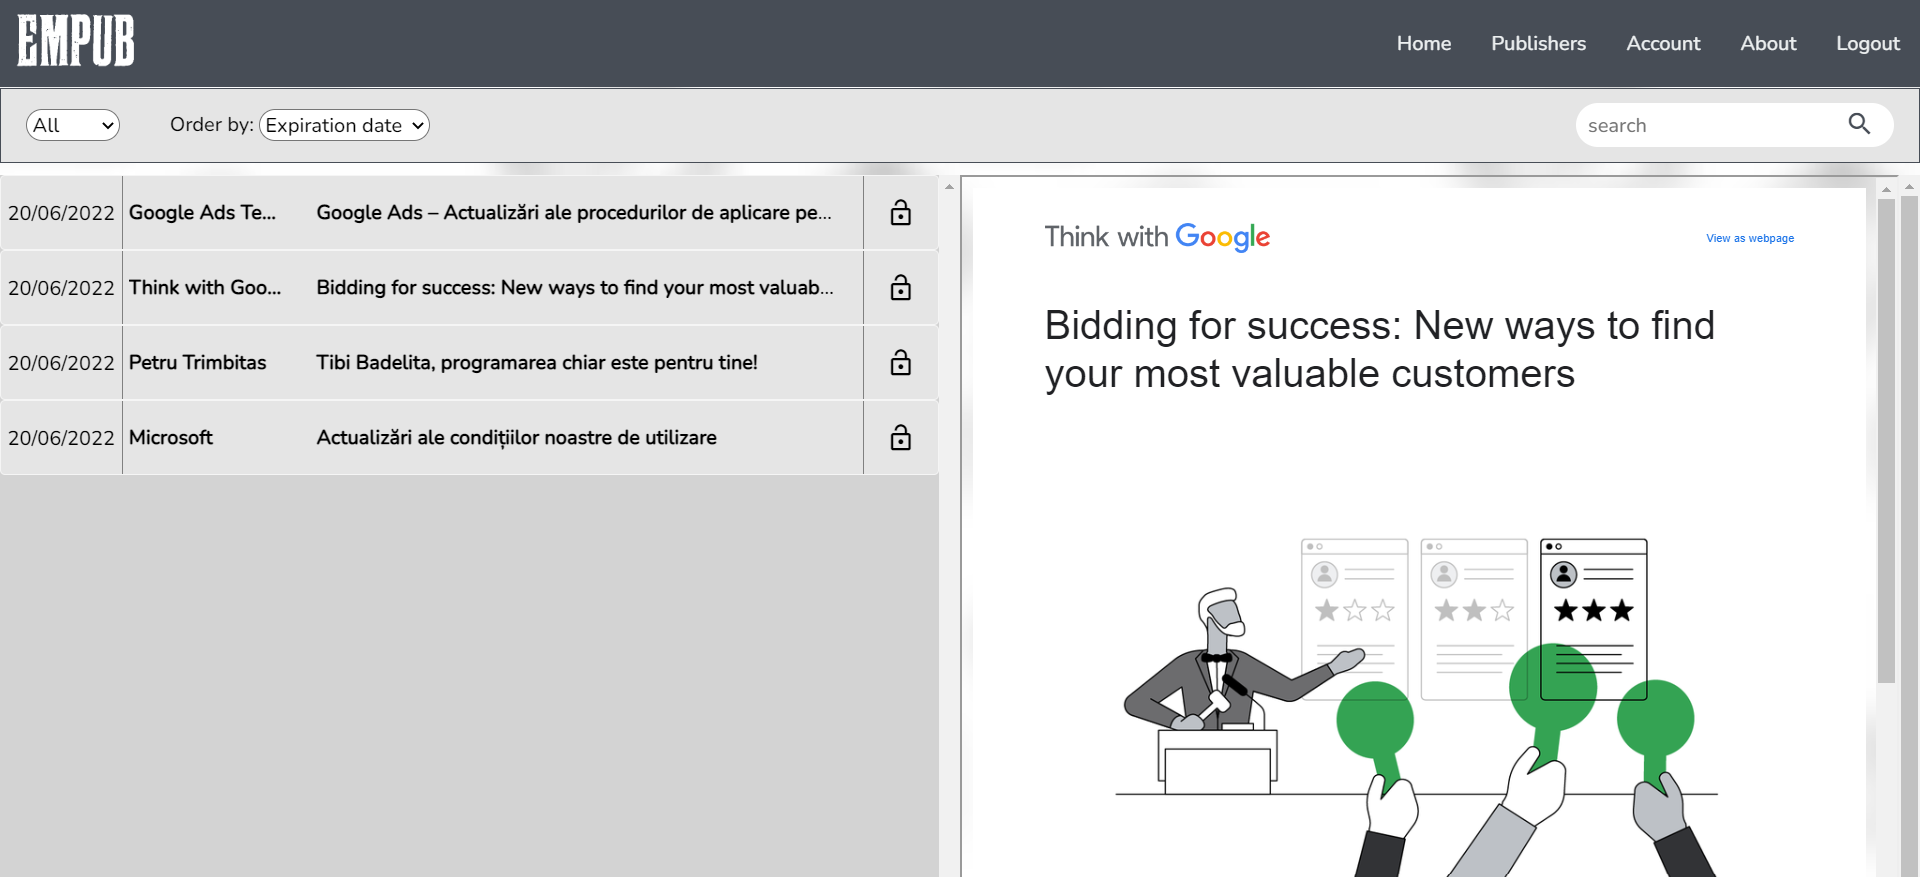 EMPUB
Home Publishers Account About Logout
All Order by: Expiration date search
20/06/2022 Google Ads Te... Google Ads – Actualizări ale procedurilor de aplicare pe...
20/06/2022 Think with Goo... Bidding for success: New ways to find your most valuab...
20/06/2022 Petru Trimbitas Tibi Badelita, programarea chiar este pentru tine!
20/06/2022 Microsoft Actualizări ale condițiilor noastre de utilizare
Think with Google View as webpage
Bidding for success: New ways to find
your most valuable customers